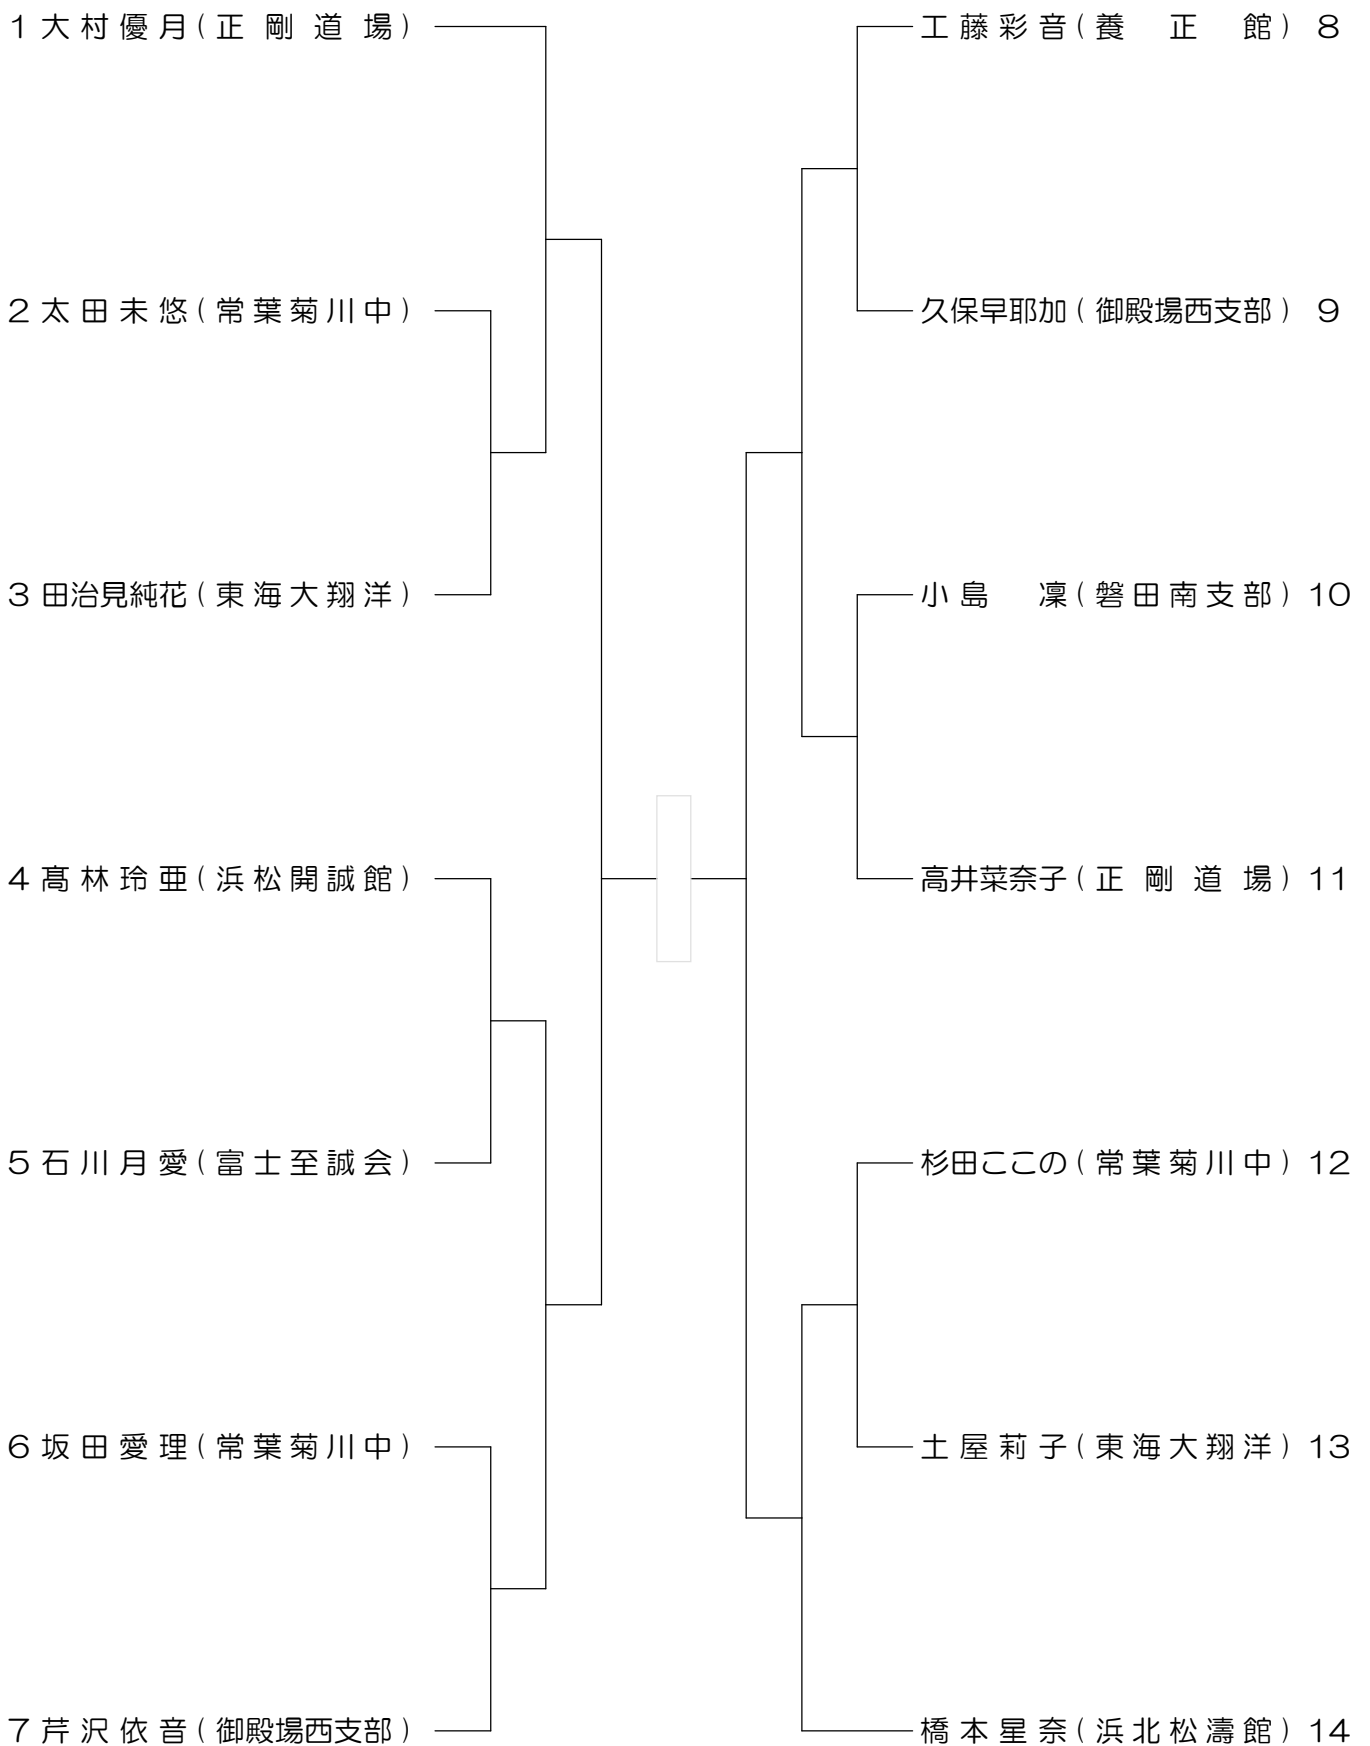 1 大村優月(正剛道場)
2 太田未悠(常葉菊川中)
3 田治見純花(東海大翔洋)
4 髙林玲亜(浜松開誠館)
5 石川月愛(富士至誠会)
6 坂田愛理(常葉菊川中)
7 芹沢依音(御殿場西支部)
工藤彩音(養正館) 8
久保早耶加(御殿場西支部) 9
小島 凜(磐田南支部) 10
高井菜奈子(正剛道場) 11
杉田ここの(常葉菊川中) 12
土屋莉子(東海大翔洋) 13
橋本星奈(浜北松濤館) 14